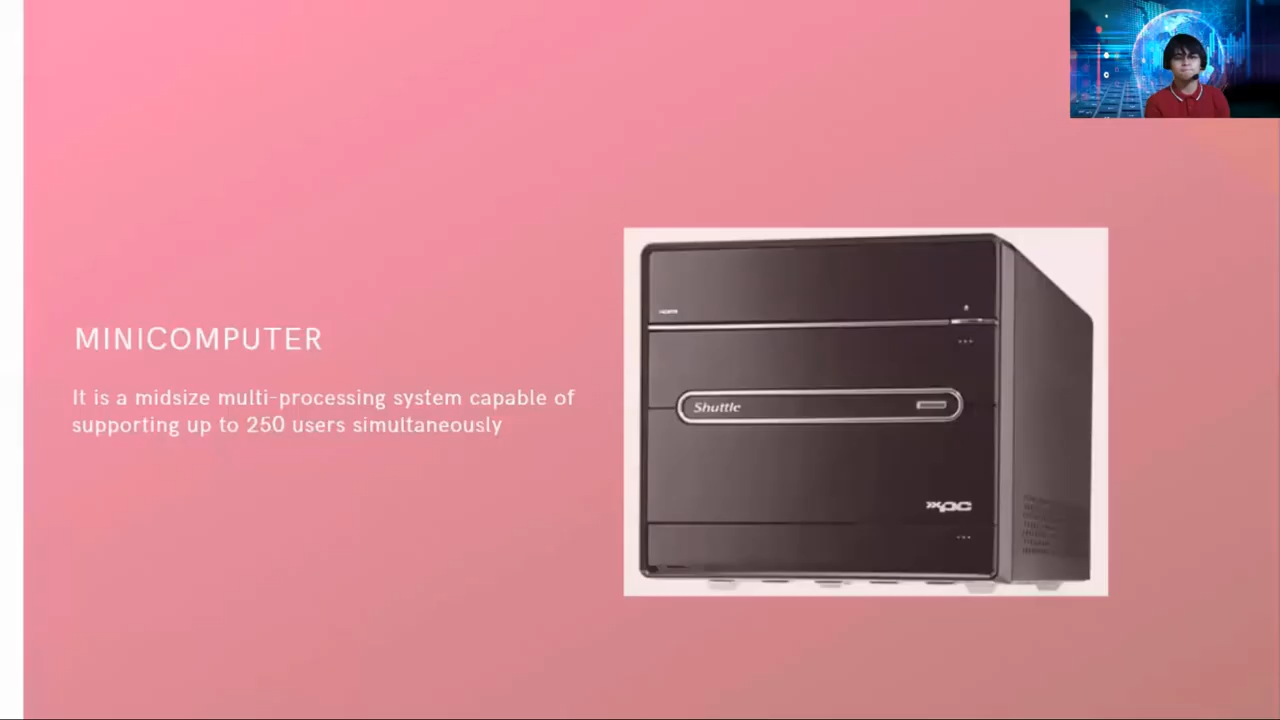 MINICOMPUTER
It is a midsize multi-processing system capable of
supporting up to 250 users simultaneously
Shuttle
xpc